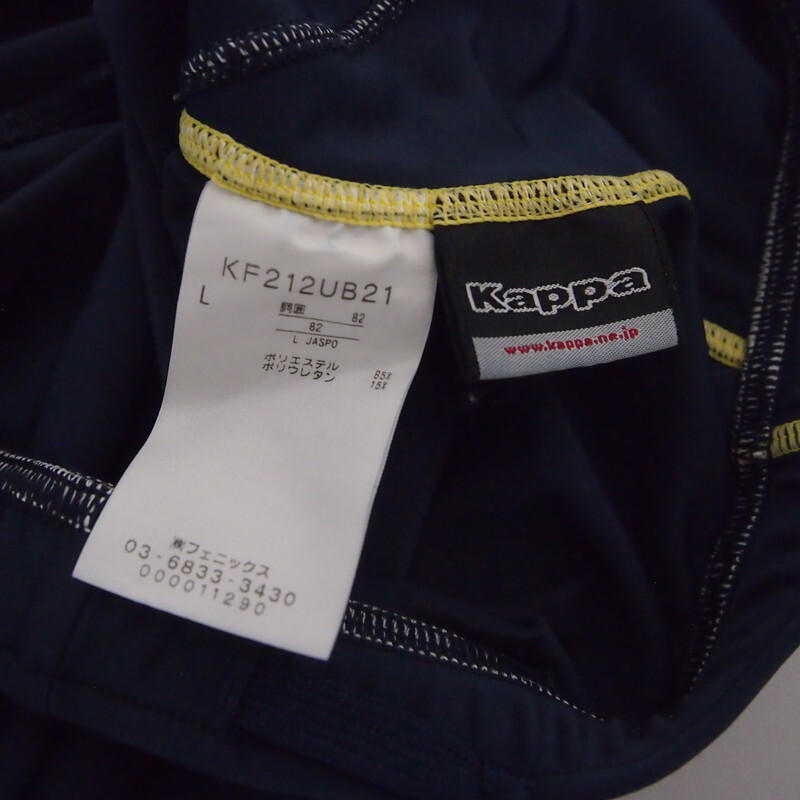 KF212UB21
L
胴囲 82
82
L JASPO
ポリエステル 85%
ポリウレタン 15%
㈱フェニックス
03-6833-3430
000011290
Kappa
www.kappa.ne.jp